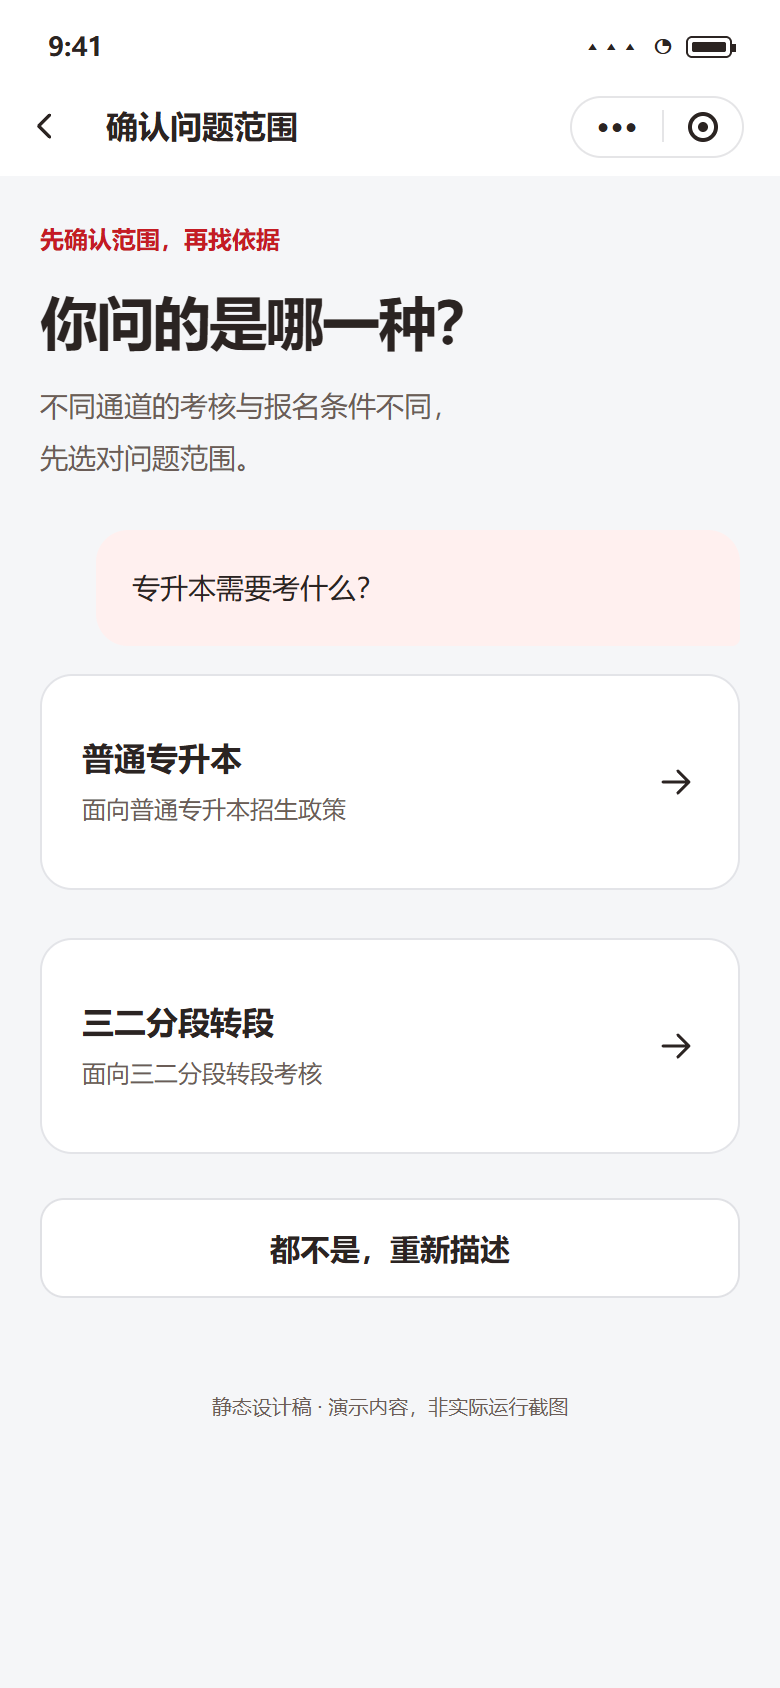 9:41
确认问题范围
先确认范围，再找依据
你问的是哪一种？
不同通道的考核与报名条件不同，
先选对问题范围。
专升本需要考什么？
普通专升本
面向普通专升本招生政策
三二分段转段
面向三二分段转段考核
都不是，重新描述
静态设计稿 · 演示内容，非实际运行截图